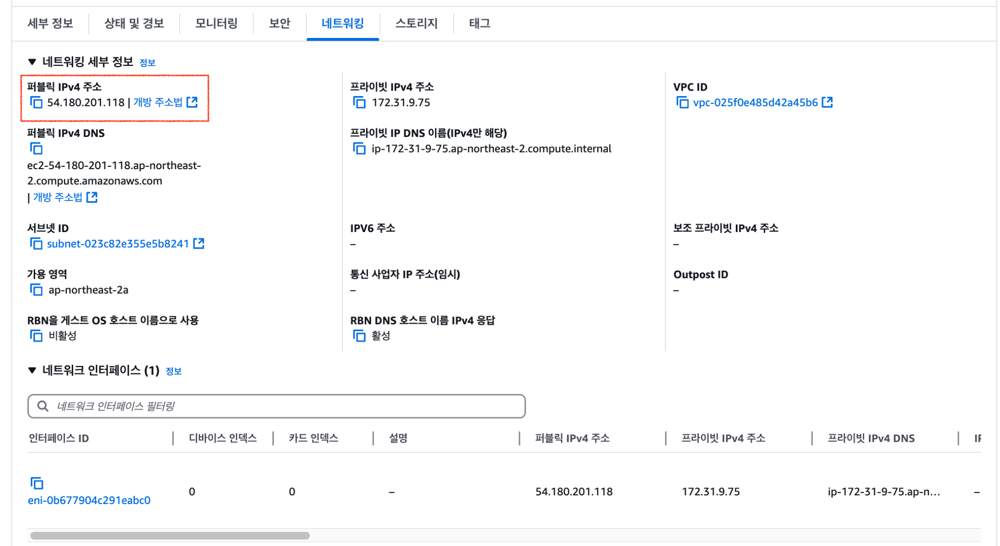 세부 정보
상태 및 경보
모니터링
보안
네트워킹
스토리지
태그
네트워킹 세부 정보 정보
퍼블릭 IPv4 주소
54.180.201.118 | 개방 주소법
프라이빗 IPv4 주소
172.31.9.75
VPC ID
vpc-025f0e485d42a45b6
퍼블릭 IPv4 DNS
ec2-54-180-201-118.ap-northeast-
2.compute.amazonaws.com
| 개방 주소법
프라이빗 IP DNS 이름(IPv4만 해당)
ip-172-31-9-75.ap-northeast-2.compute.internal
서브넷 ID
subnet-023c82e355e5b8241
IPV6 주소
–
보조 프라이빗 IPv4 주소
–
가용 영역
ap-northeast-2a
통신 사업자 IP 주소(임시)
–
Outpost ID
–
RBN을 게스트 OS 호스트 이름으로 사용
비활성
RBN DNS 호스트 이름 IPv4 응답
활성
네트워크 인터페이스 (1) 정보
네트워크 인터페이스 필터링
인터페이스 ID
디바이스 인덱스
카드 인덱스
설명
퍼블릭 IPv4 주소
프라이빗 IPv4 주소
프라이빗 IPv4 DNS
eni-0b677904c291eabc0
0
0
–
54.180.201.118
172.31.9.75
ip-172-31-9-75.ap-n...
–